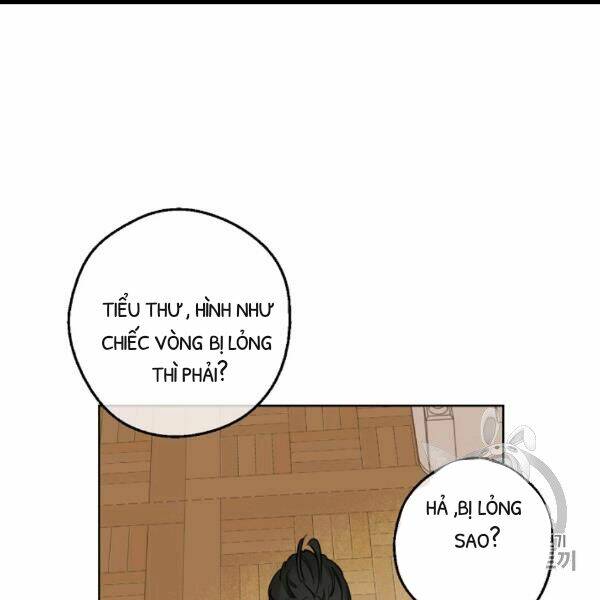 TIỂU THƯ, HÌNH NHƯ
CHIẾC VÒNG BỊ LỎNG
THÌ PHẢI?
HẢ ,BỊ LỎNG
SAO?